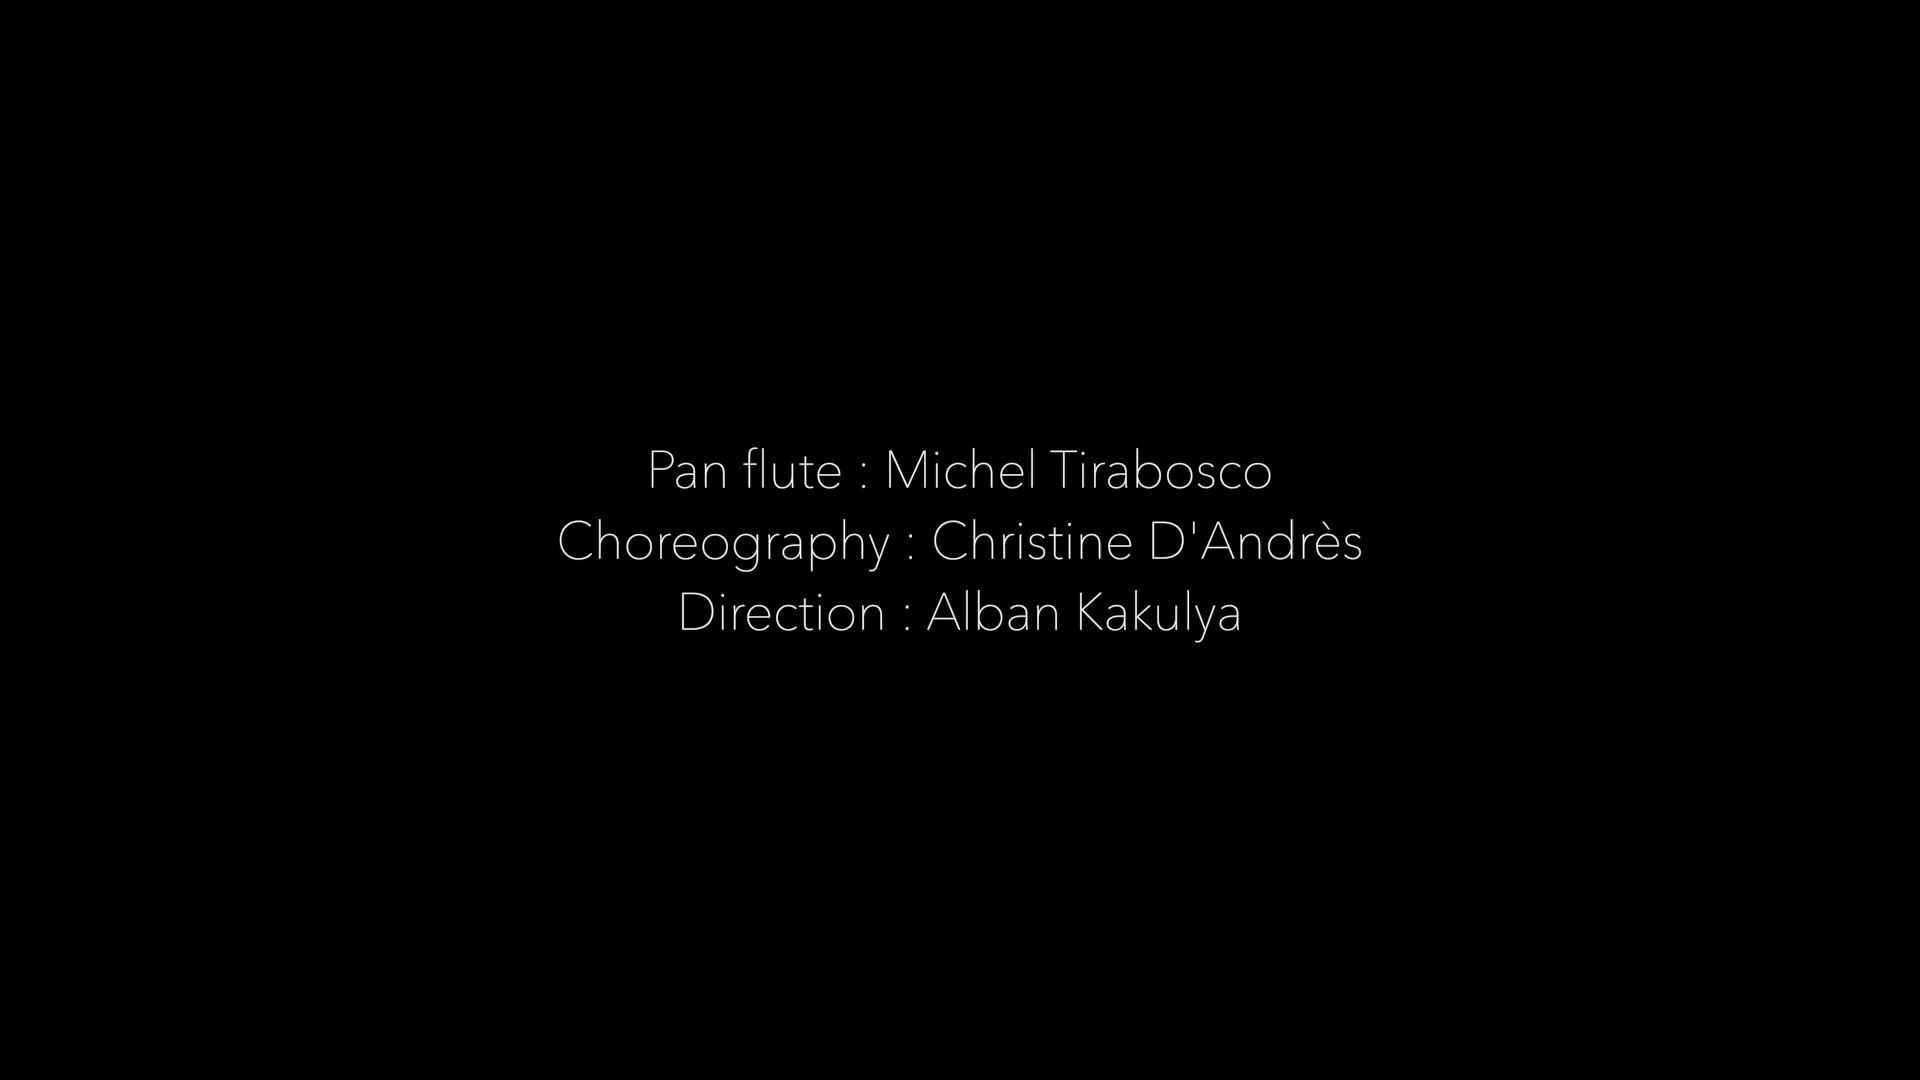 Pan flute : Michel Tirabosco
Choreography : Christine D'Andrès
Direction : Alban Kakulya